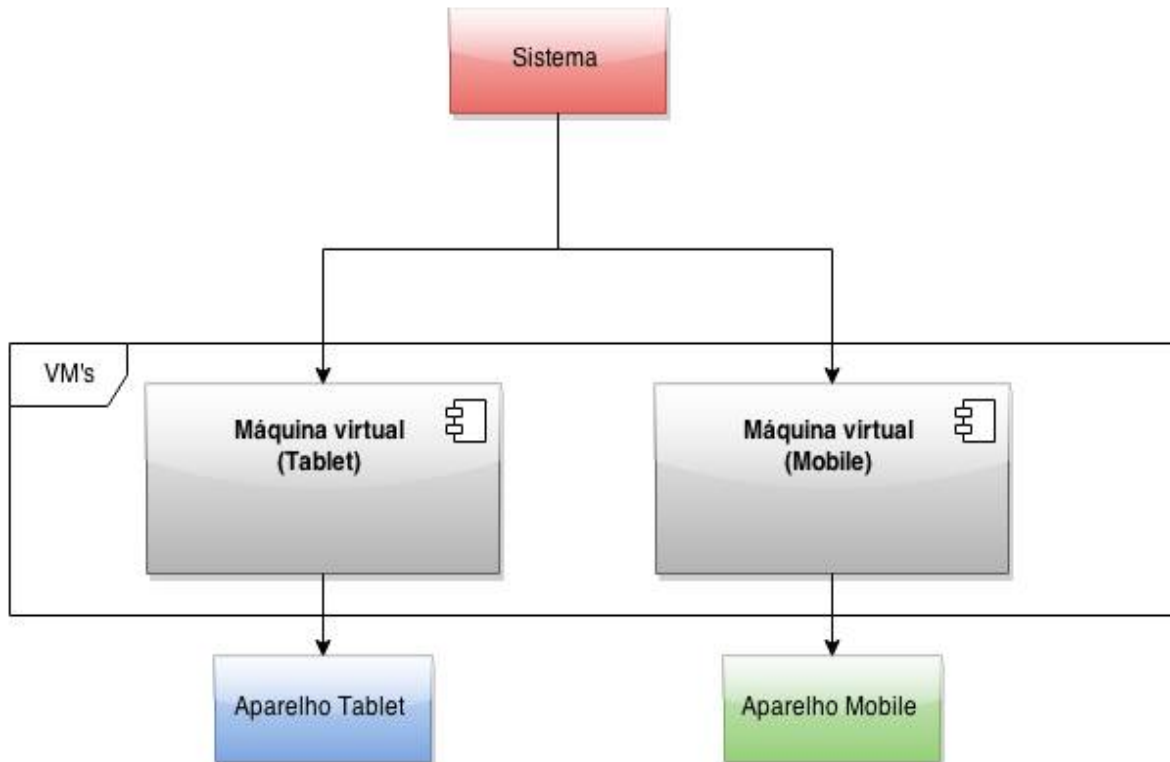 Sistema
VM's
Máquina virtual
(Tablet)
Máquina virtual
(Mobile)
Aparelho Tablet
Aparelho Mobile